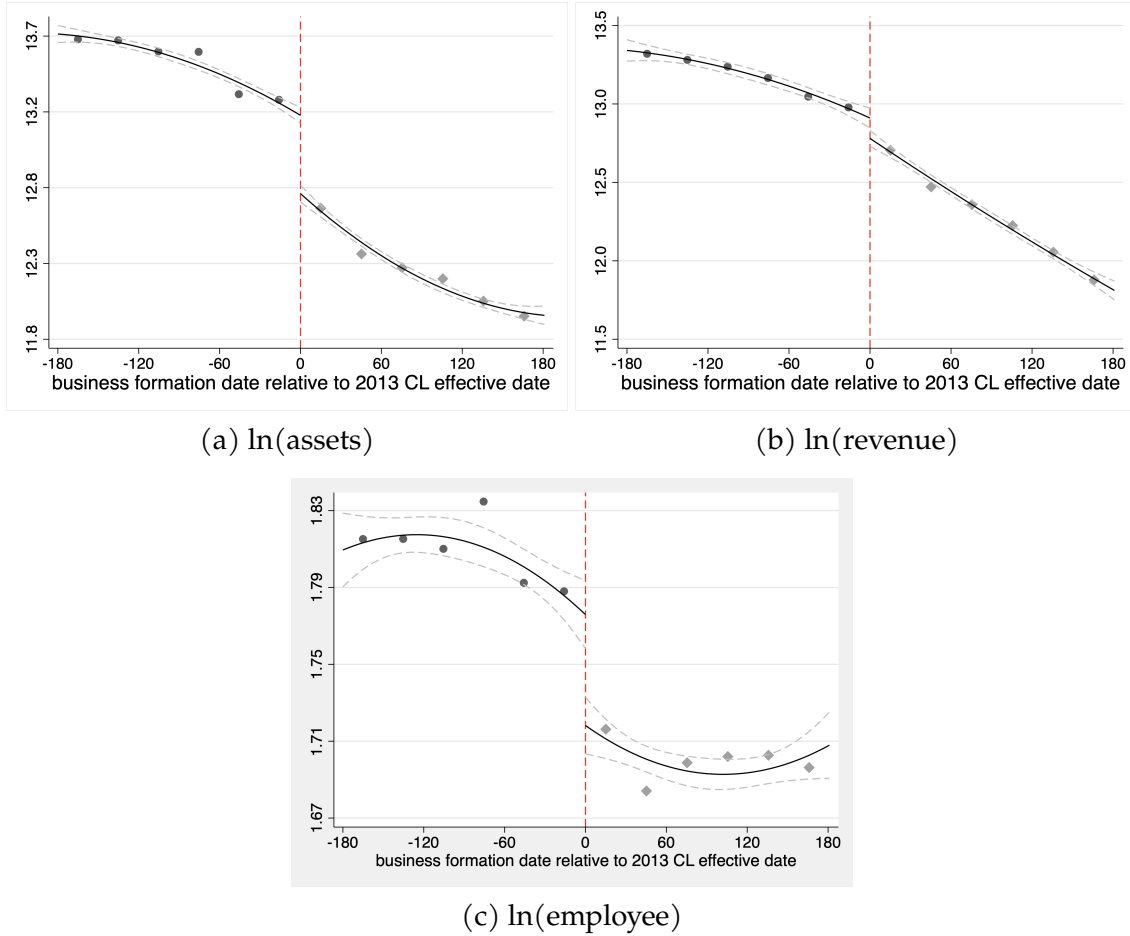 13.7
13.2
12.8
12.3
11.8
-180 -120 -60 0 60 120 180
business formation date relative to 2013 CL effective date
(a) ln(assets)
13.5
13.0
12.5
12.0
11.5
-180 -120 -60 0 60 120 180
business formation date relative to 2013 CL effective date
(b) ln(revenue)
1.83
1.79
1.75
1.71
1.67
-180 -120 -60 0 60 120 180
business formation date relative to 2013 CL effective date
(c) ln(employee)